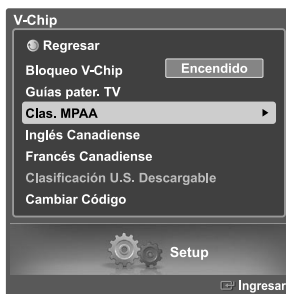 V-Chip
Regresar
Bloqueo V-Chip Encendido
Guías pater. TV
Clas. MPAA
Inglés Canadiense
Francés Canadiense
Clasificación U.S. Descargable
Cambiar Código
Setup
Ingresar